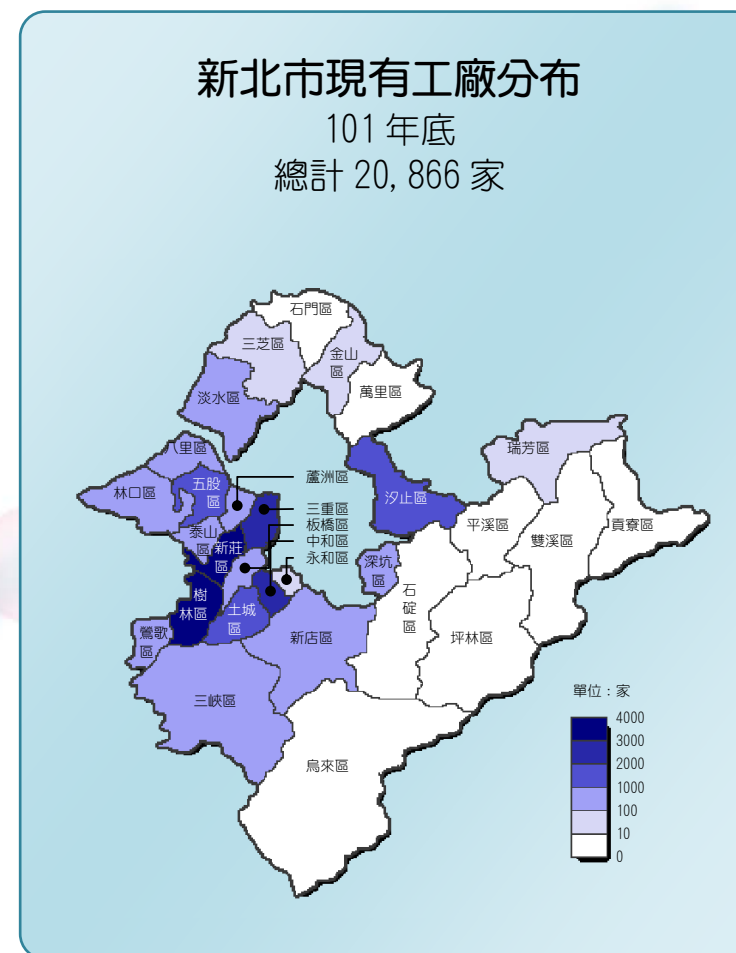 新北市現有工廠分布
101 年底
總計 20,866 家
石門區
三芝區
金山
區
萬里區
淡水區
瑞芳區
八里區
林口區
五股
區
蘆洲區
汐止區
三重區
板橋區
中和區
永和區
泰山
區
新莊
區
平溪區
雙溪區
貢寮區
深坑
區
石
碇
區
樹
林區
土城
區
新店區
鶯歌
區
坪林區
三峽區
烏來區
單位：家
4000
3000
2000
1000
100
10
0